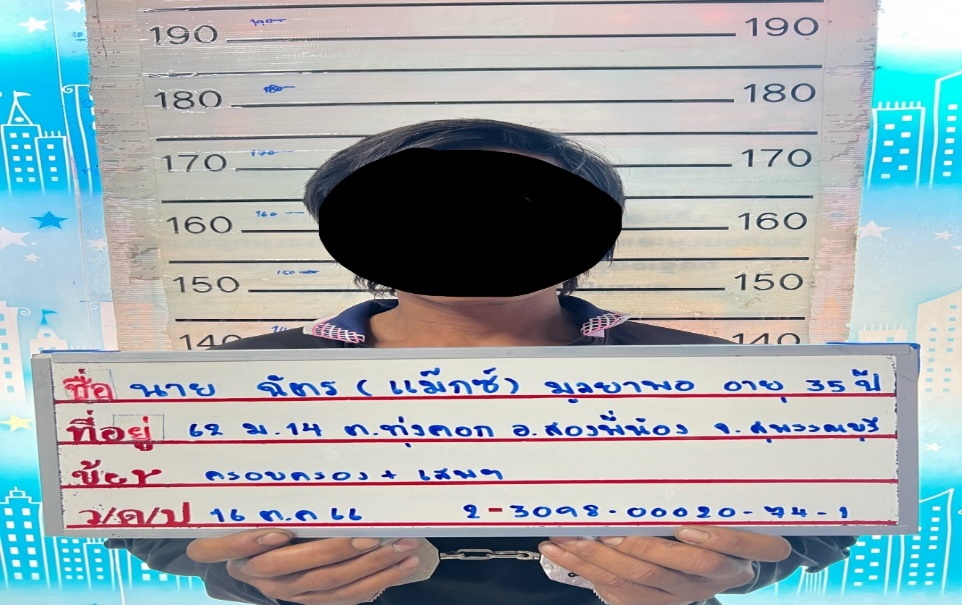 190 190
180 180
170 170
160 160
150 150
140 140
ชื่อ นาย ฉัตร (แม๊กซ์) มูลยาพอ อายุ 35 ปี
ที่อยู่ 62 ม.14 ต.ทุ่งคอก อ.สองพี่น้อง จ.สุพรรณบุรี
ข้อหา ครอบครอง + เสพฯ
ว/ด/ป 16 ต.ค 66 2-3098-00020-74-1